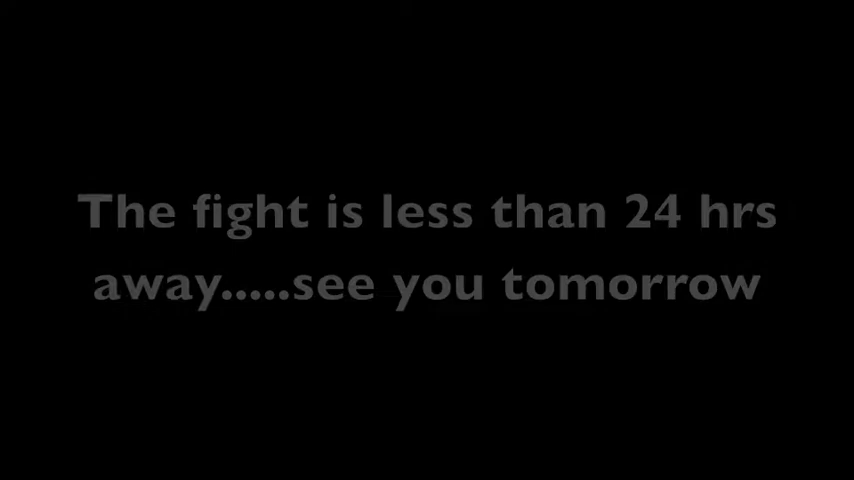 The fight is less than 24 hrs
away.....see you tomorrow